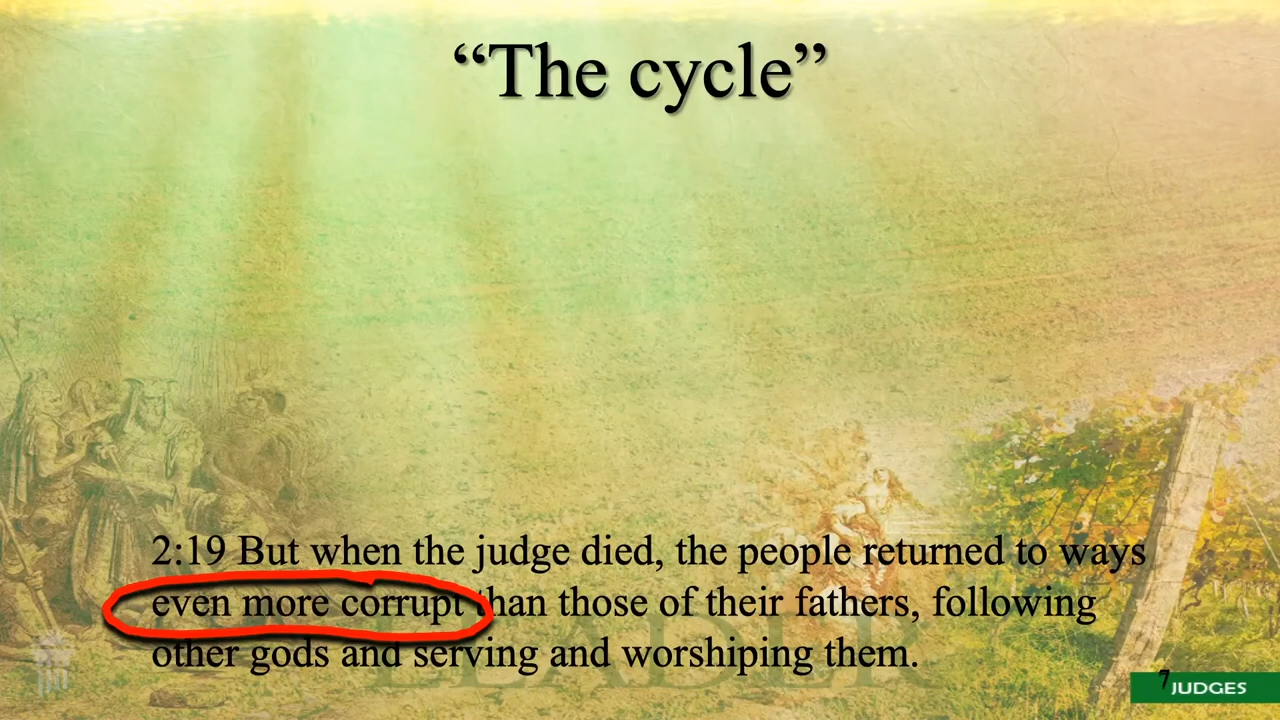 “The cycle”
2:19 But when the judge died, the people returned to ways
even more corrupt than those of their fathers, following
other gods and serving and worshiping them.
LEADER
7
JUDGES